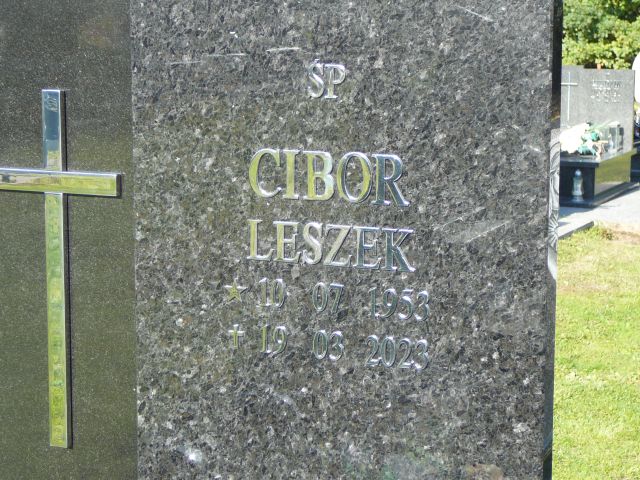 ŚP
CIBOR
LESZEK
★ 10 07 1953
✝ 19 03 2023